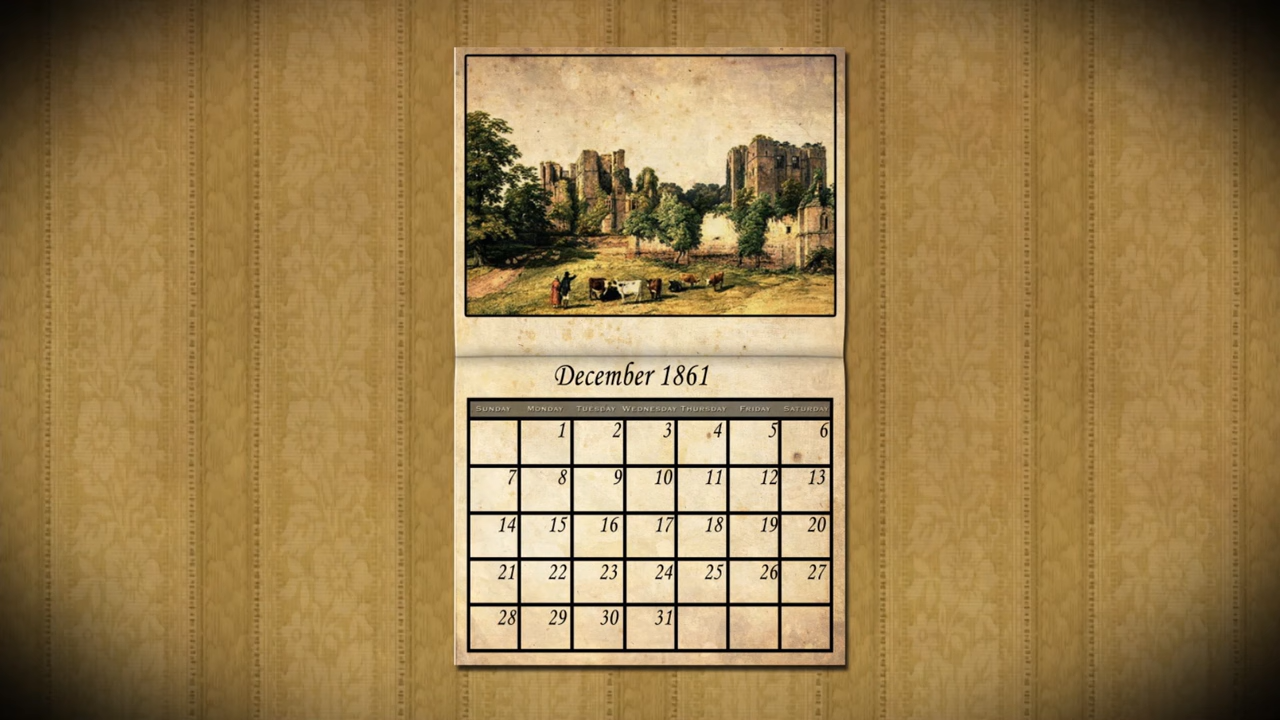 December 1861
SUNDAY MONDAY TUESDAY WEDNESDAY THURSDAY FRIDAY SATURDAY
1 2 3 4 5 6
7 8 9 10 11 12 13
14 15 16 17 18 19 20
21 22 23 24 25 26 27
28 29 30 31